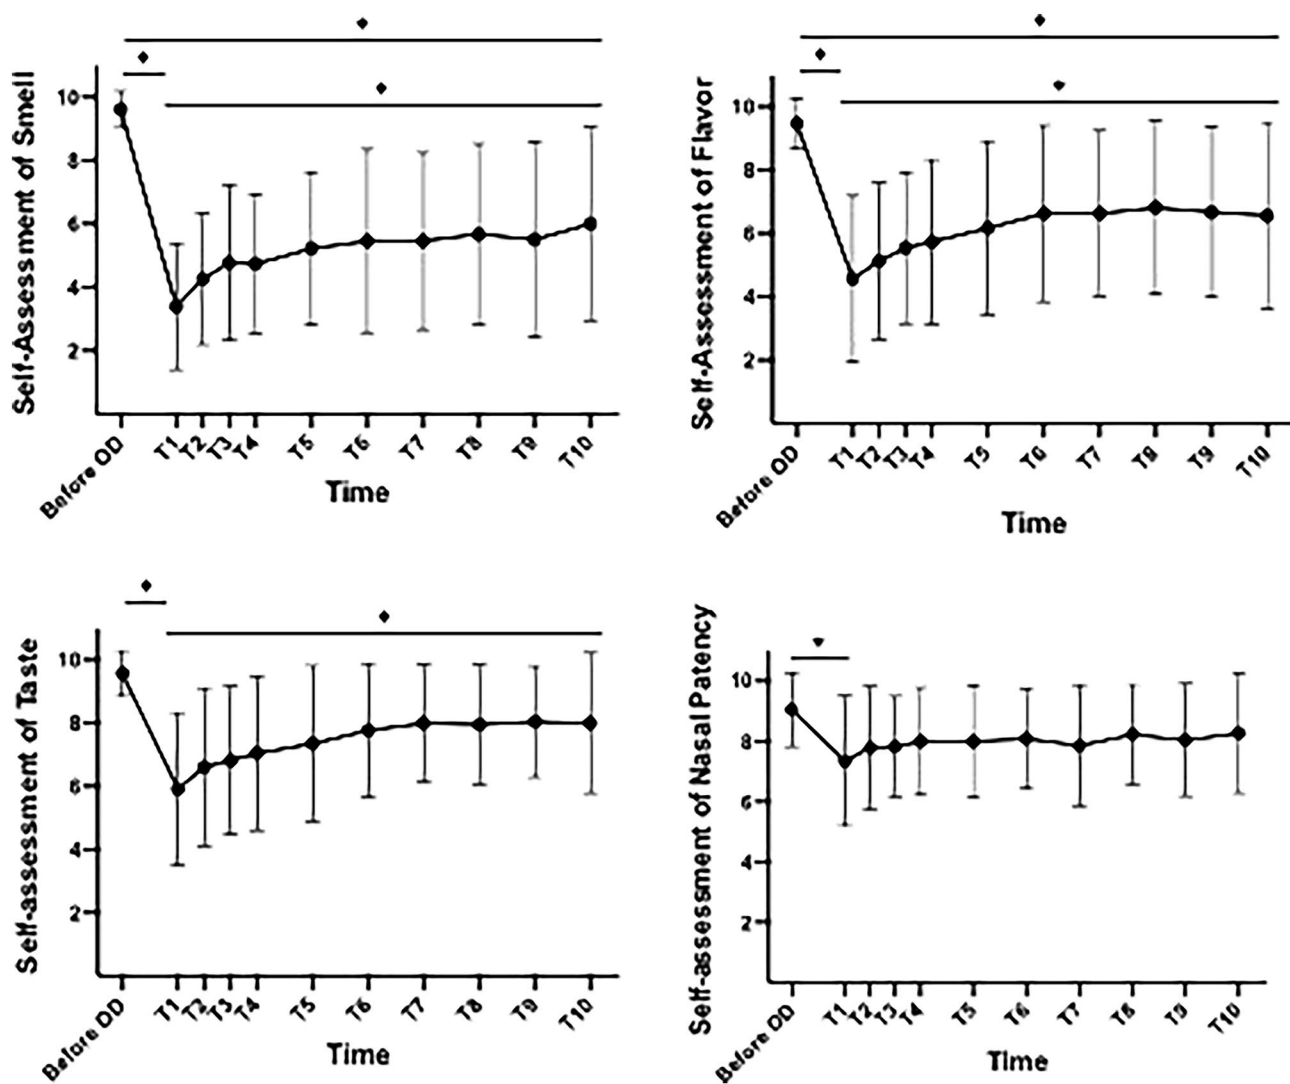 Self-Assessment of Smell
10
8
6
4
2
Before OD T1 T2 T3 T4 T5 T6 T7 T8 T9 T10
Time
Self-Assessment of Flavor
10
8
6
4
2
Before OD T1 T2 T3 T4 T5 T6 T7 T8 T9 T10
Time
Self-assessment of Taste
10
8
6
4
2
Before OD T1 T2 T3 T4 T5 T6 T7 T8 T9 T10
Time
Self-assessment of Nasal Patency
10
8
6
4
2
Before OD T1 T2 T3 T4 T5 T6 T7 T8 T9 T10
Time